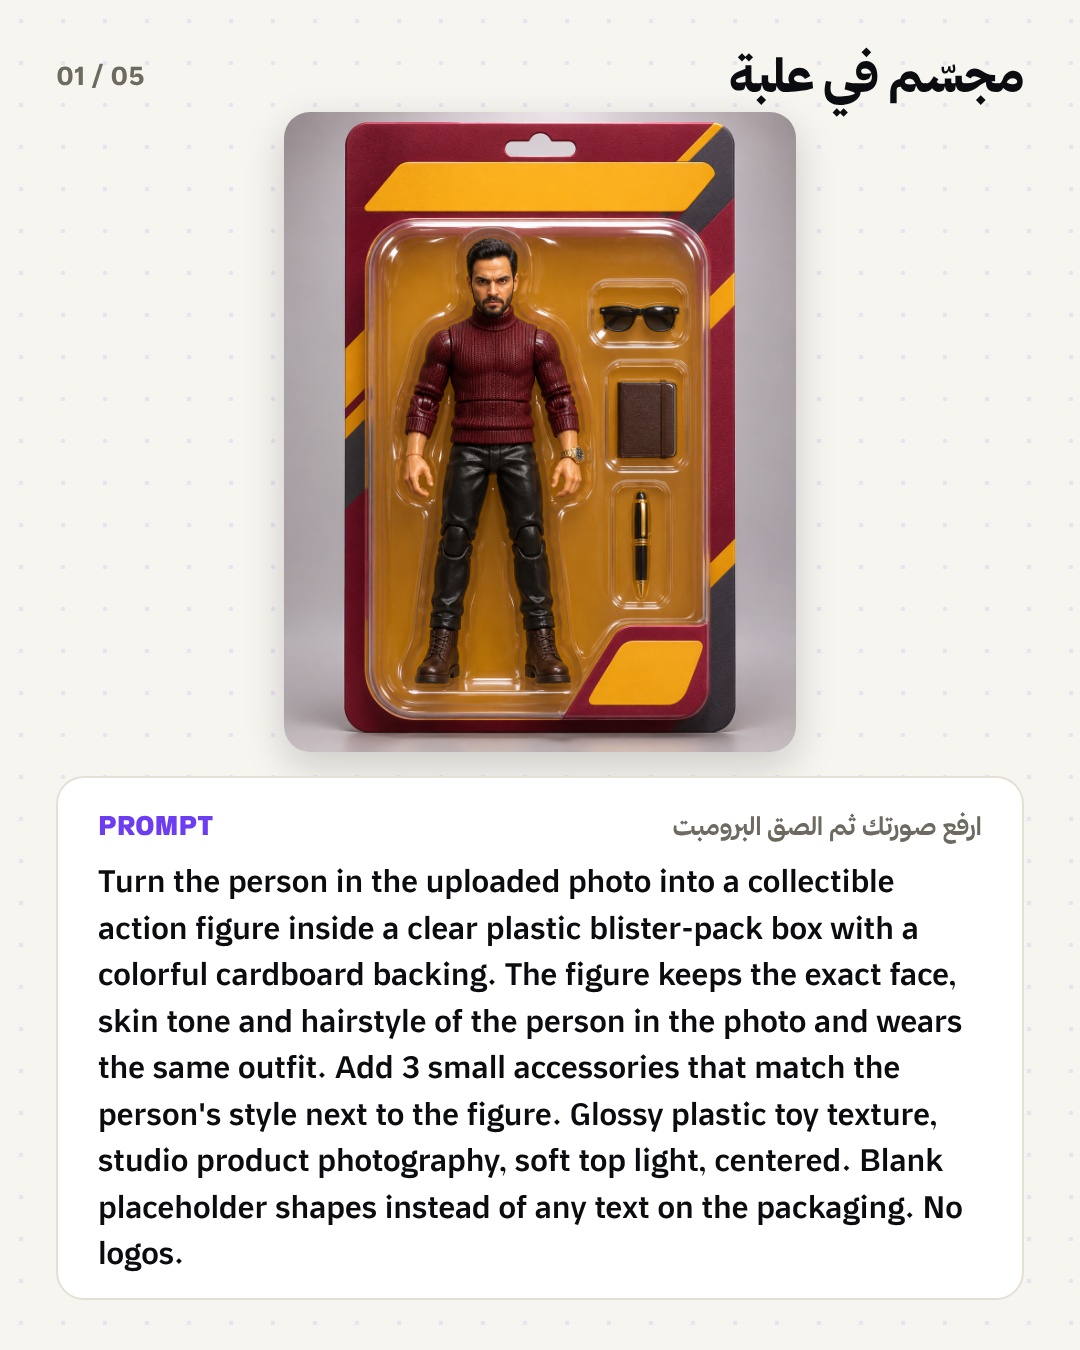 01 / 05
مجسّم في علبة
PROMPT
ارفع صورتك ثم الصق البرومبت
Turn the person in the uploaded photo into a collectible
action figure inside a clear plastic blister-pack box with a
colorful cardboard backing. The figure keeps the exact face,
skin tone and hairstyle of the person in the photo and wears
the same outfit. Add 3 small accessories that match the
person's style next to the figure. Glossy plastic toy texture,
studio product photography, soft top light, centered. Blank
placeholder shapes instead of any text on the packaging. No
logos.